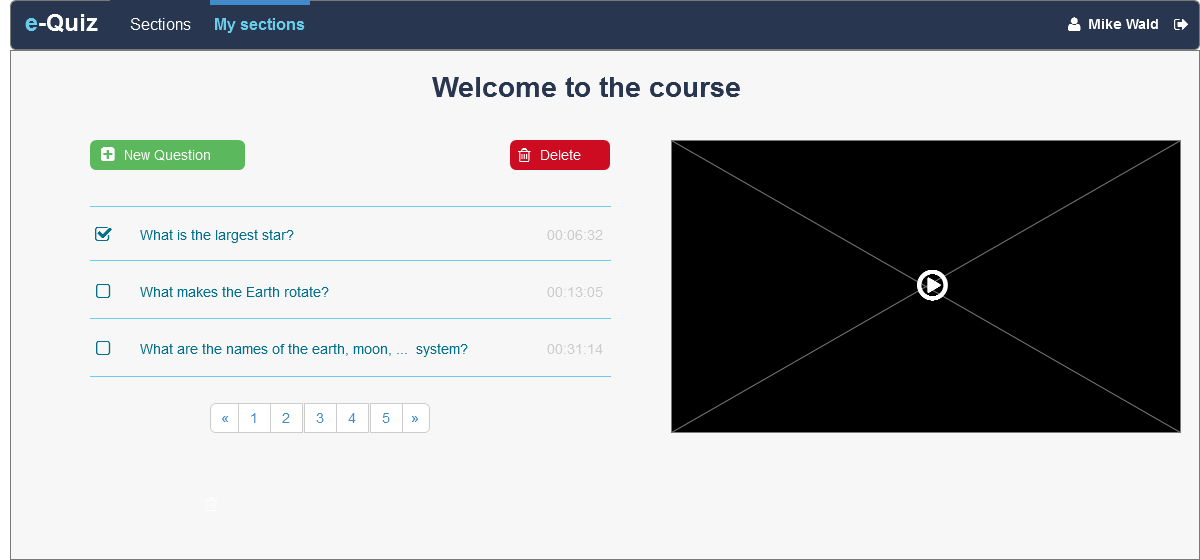 e-Quiz Sections My sections Mike Wald
Welcome to the course
New Question Delete
What is the largest star? 00:06:32
What makes the Earth rotate? 00:13:05
What are the names of the earth, moon, ... system? 00:31:14
« 1 2 3 4 5 »